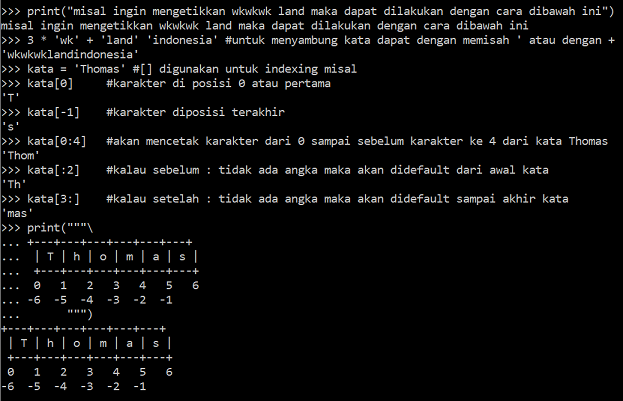 >>> print("misal ingin mengetikkan wkwkwk land maka dapat dilakukan dengan cara dibawah ini")
misal ingin mengetikkan wkwkwk land maka dapat dilakukan dengan cara dibawah ini
>>> 3 * 'wk' + 'land' 'indonesia' #untuk menyambung kata dapat dengan memisah ' atau dengan +
'wkwkwklandindonesia'
>>> kata = 'Thomas' #[] digunakan untuk indexing misal
>>> kata[0]     #karakter di posisi 0 atau pertama
'T'
>>> kata[-1]    #karakter diposisi terakhir
's'
>>> kata[0:4]   #akan mencetak karakter dari 0 sampai sebelum karakter ke 4 dari kata Thomas
'Thom'
>>> kata[:2]    #kalau sebelum : tidak ada angka maka akan didefault dari awal kata
'Th'
>>> kata[3:]    #kalau setelah : tidak ada angka maka akan didefault sampai akhir kata
'mas'
>>> print("""\
... +---+---+---+---+---+---+
...  | T | h | o | m | a | s |
...  +---+---+---+---+---+---+
...  0   1   2   3   4   5   6
... -6  -5  -4  -3  -2  -1
...       """)
+---+---+---+---+---+---+
 | T | h | o | m | a | s |
 +---+---+---+---+---+---+
 0   1   2   3   4   5   6
-6  -5  -4  -3  -2  -1